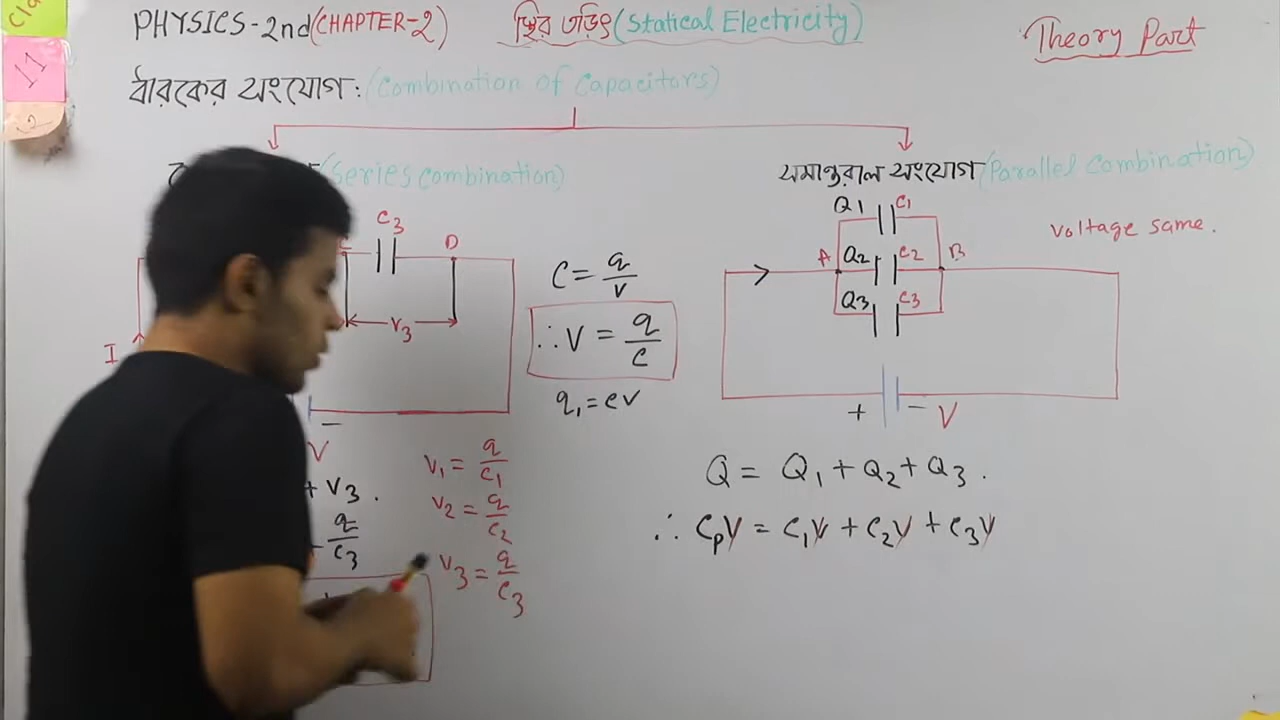 PHYSICS-2nd(CHAPTER-2) স্থির তড়িৎ(Statical Electricity)
Theory Part
11
ধারকের সংযোগ:(Combination of Capacitors)
(Series combination)
C3
D
V3
I
−
V
+ V3 .
q/C3
C = q/v
∴ V = q/c
q1 = cv
V1 = q/C1
V2 = q/C2
V3 = q/C3
সমান্তরাল সংযোগ(Parallel Combination)
voltage same.
Q1 C1
A Q2 C2 B
Q3 C3
+ − V
Q = Q1 + Q2 + Q3 .
∴ CpV = C1V + C2V + C3V